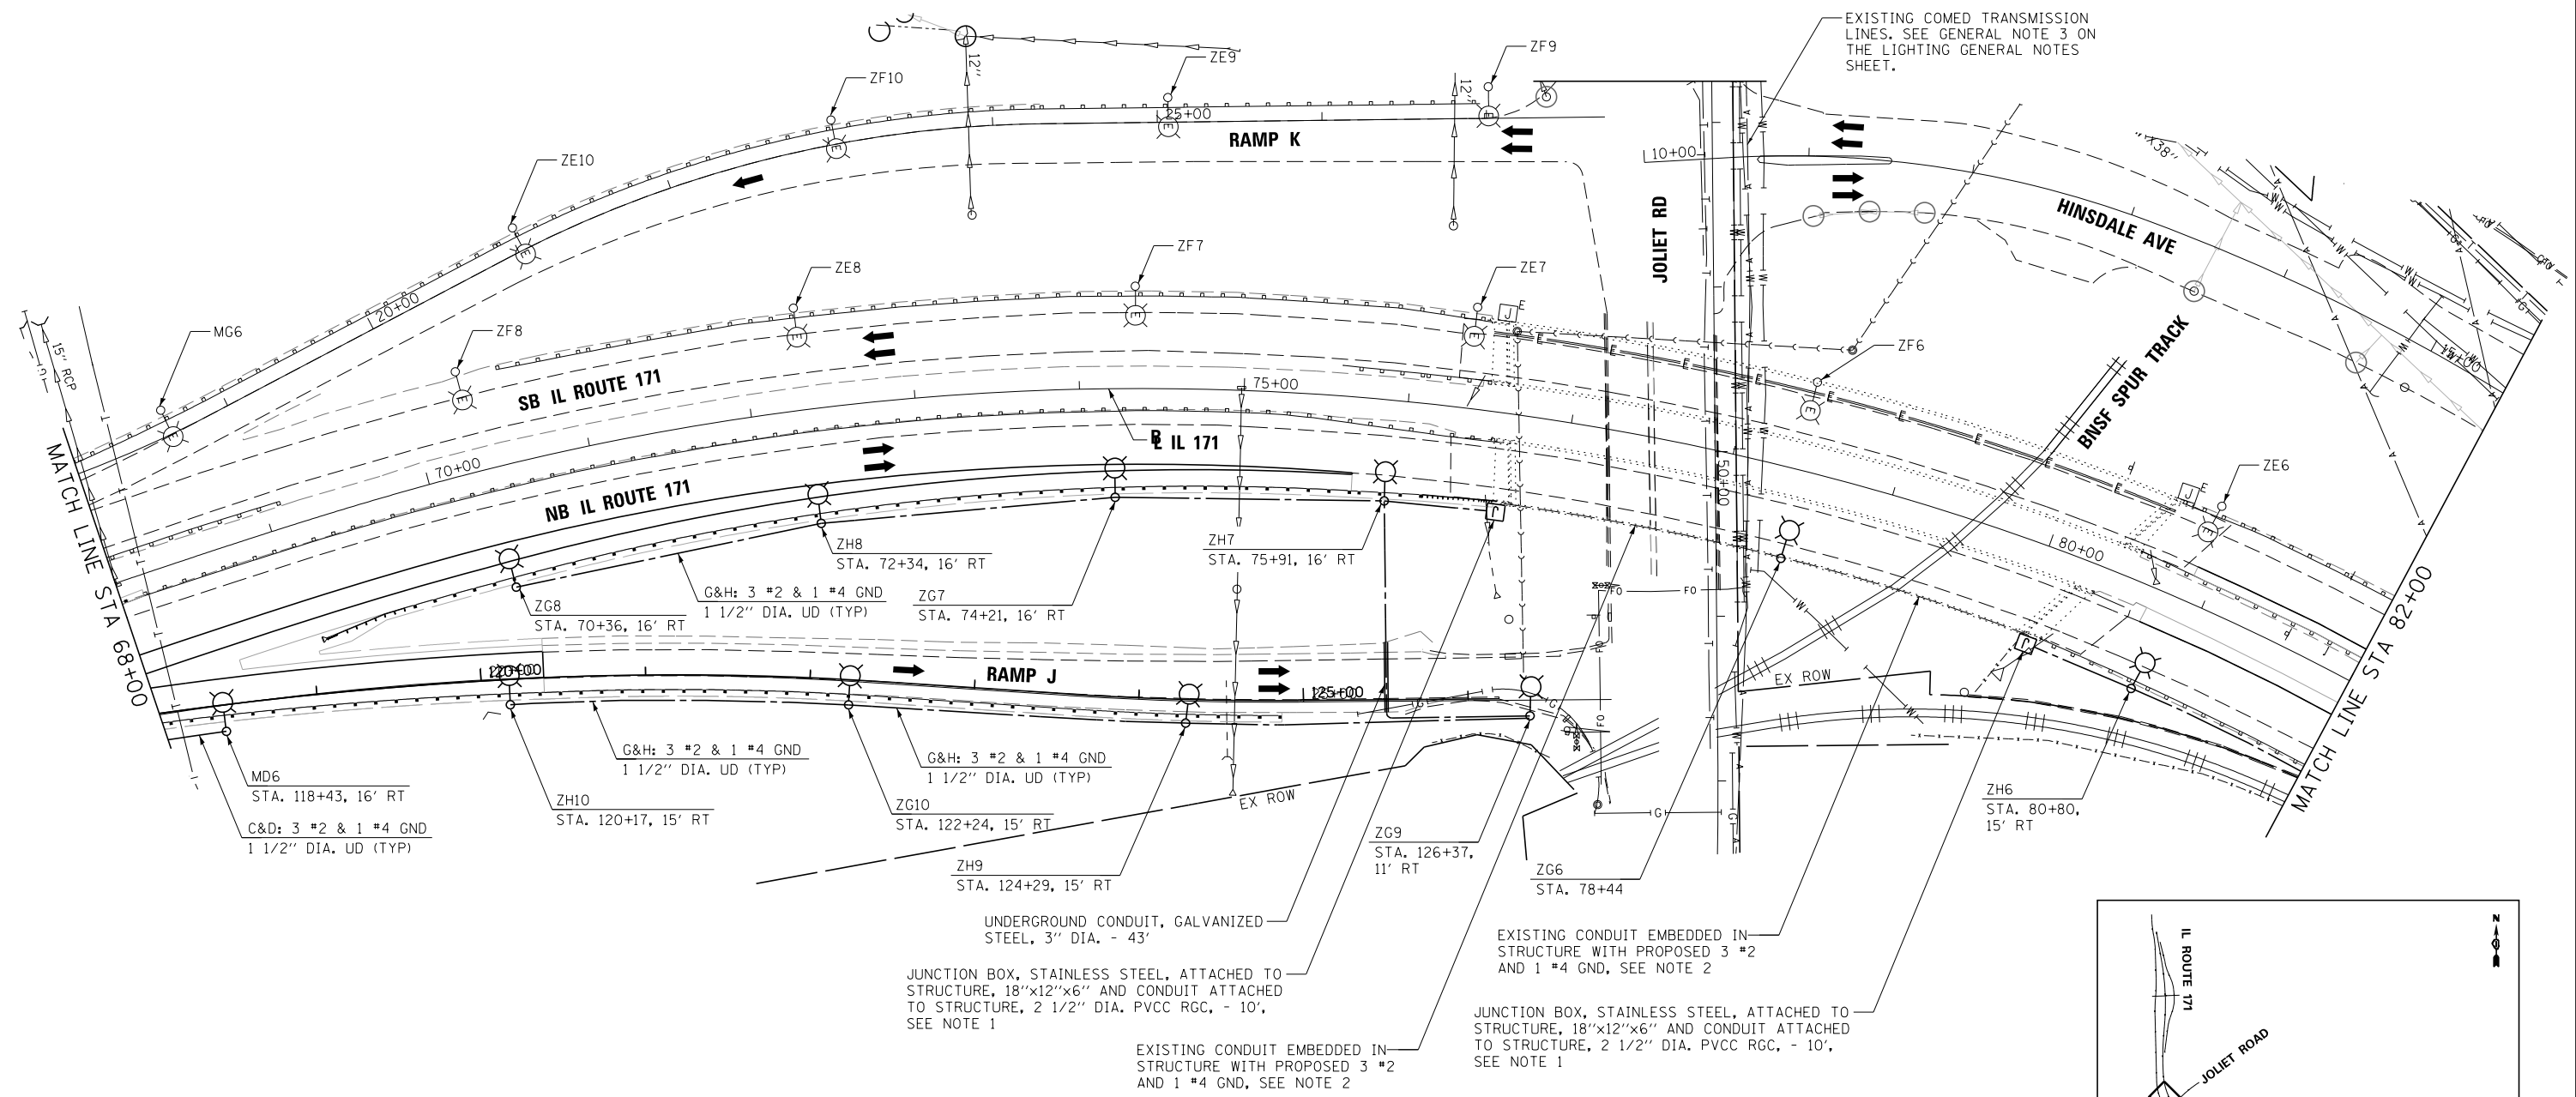 EXISTING COMED TRANSMISSION
LINES. SEE GENERAL NOTE 3 ON
THE LIGHTING GENERAL NOTES
SHEET.
ZF9
ZE9
ZF10
12"
12"
25+00
RAMP K
10+00
ZE10
JOLIET RD
HINSDALE AVE
ZF7
ZE8
ZE7
20+00
MG6
ZF8
15" RCP
SB IL ROUTE 171
75+00
ZF6
BNSF SPUR TRACK
15+00
IL 171
70+00
NB IL ROUTE 171
50+00
ZE6
80+00
MATCH LINE STA 68+00
MATCH LINE STA 82+00
ZH8
STA. 72+34, 16' RT
ZH7
STA. 75+91, 16' RT
G&H: 3 #2 & 1 #4 GND
1 1/2" DIA. UD (TYP)
ZG7
STA. 74+21, 16' RT
ZG8
STA. 70+36, 16' RT
RAMP J
120+00
125+00
EX ROW
G&H: 3 #2 & 1 #4 GND
1 1/2" DIA. UD (TYP)
G&H: 3 #2 & 1 #4 GND
1 1/2" DIA. UD (TYP)
MD6
STA. 118+43, 16' RT
ZH10
STA. 120+17, 15' RT
ZG10
STA. 122+24, 15' RT
EX ROW
C&D: 3 #2 & 1 #4 GND
1 1/2" DIA. UD (TYP)
ZH9
STA. 124+29, 15' RT
ZG9
STA. 126+37,
11' RT
ZG6
STA. 78+44
ZH6
STA. 80+80,
15' RT
UNDERGROUND CONDUIT, GALVANIZED
STEEL, 3" DIA. - 43'
JUNCTION BOX, STAINLESS STEEL, ATTACHED TO
STRUCTURE, 18"x12"x6" AND CONDUIT ATTACHED
TO STRUCTURE, 2 1/2" DIA. PVCC RGC, - 10',
SEE NOTE 1
EXISTING CONDUIT EMBEDDED IN
STRUCTURE WITH PROPOSED 3 #2
AND 1 #4 GND, SEE NOTE 2
EXISTING CONDUIT EMBEDDED IN
STRUCTURE WITH PROPOSED 3 #2
AND 1 #4 GND, SEE NOTE 2
JUNCTION BOX, STAINLESS STEEL, ATTACHED TO
STRUCTURE, 18"x12"x6" AND CONDUIT ATTACHED
TO STRUCTURE, 2 1/2" DIA. PVCC RGC, - 10',
SEE NOTE 1
N
IL ROUTE 171
JOLIET ROAD